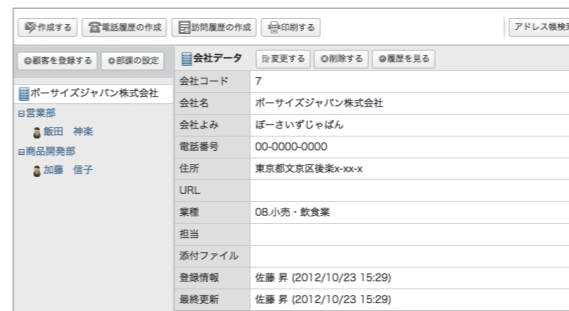 作成する 電話履歴の作成 訪問履歴の作成 印刷する アドレス帳検索
顧客を登録する 部課の設定
ポーサイズジャパン株式会社
営業部
飯田 神楽
商品開発部
加藤 信子
会社データ 変更する 削除する 履歴を見る
会社コード 7
会社名 ポーサイズジャパン株式会社
会社よみ ぽーさいずじゃぱん
電話番号 00-0000-0000
住所 東京都文京区後楽x-xx-x
URL
業種 08.小売・飲食業
担当
添付ファイル
登録情報 佐藤 昇 (2012/10/23 15:29)
最終更新 佐藤 昇 (2012/10/23 15:29)